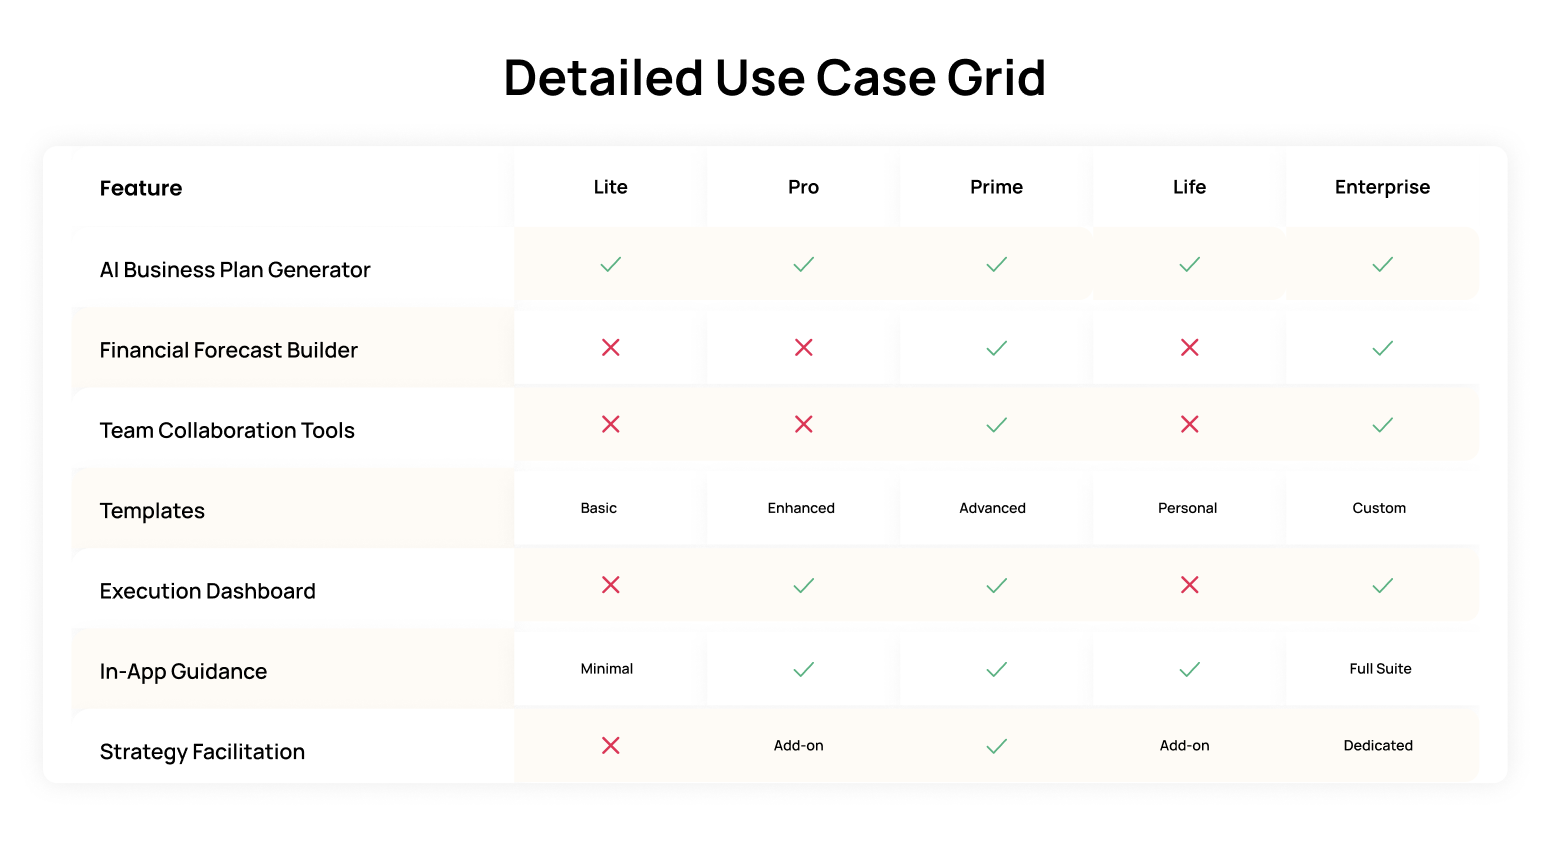 Detailed Use Case Grid
Feature Lite Pro Prime Life Enterprise
AI Business Plan Generator
Financial Forecast Builder
Team Collaboration Tools
Templates Basic Enhanced Advanced Personal Custom
Execution Dashboard
In-App Guidance Minimal Full Suite
Strategy Facilitation Add-on Add-on Dedicated